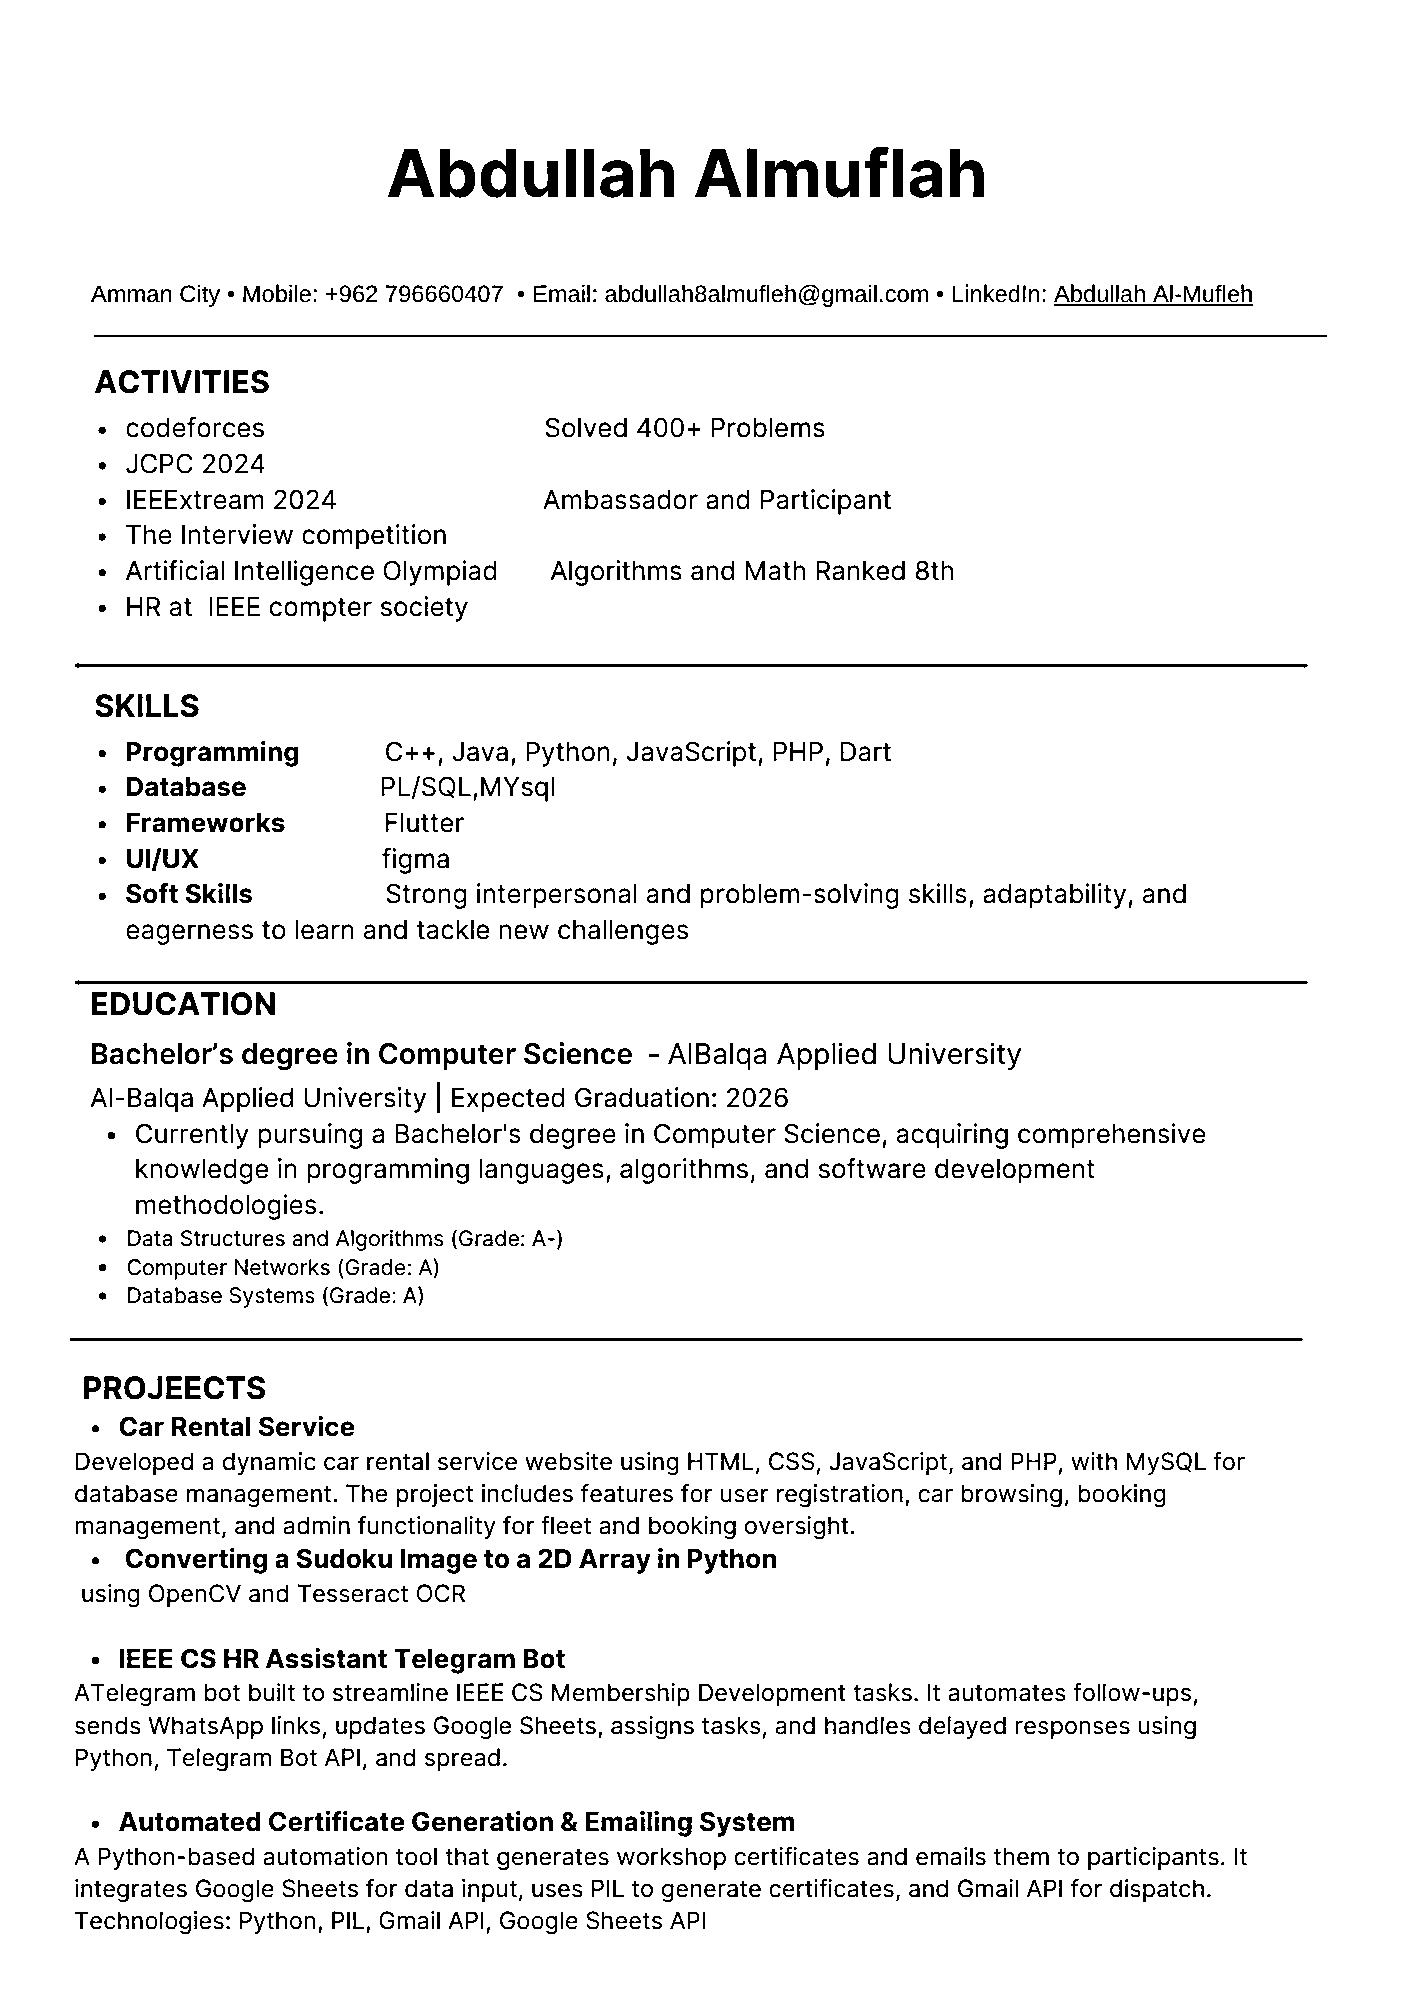 Abdullah Almuflah
Amman City • Mobile: +962 796660407 • Email: abdullah8almufleh@gmail.com • LinkedIn: Abdullah Al-Mufleh
ACTIVITIES
• codeforces Solved 400+ Problems
• JCPC 2024
• IEEExtream 2024 Ambassador and Participant
• The Interview competition
• Artificial Intelligence Olympiad Algorithms and Math Ranked 8th
• HR at IEEE compter society
SKILLS
• Programming C++, Java, Python, JavaScript, PHP, Dart
• Database PL/SQL,MYsql
• Frameworks Flutter
• UI/UX figma
• Soft Skills Strong interpersonal and problem-solving skills, adaptability, and
eagerness to learn and tackle new challenges
EDUCATION
Bachelor’s degree in Computer Science - AlBalqa Applied University
Al-Balqa Applied University | Expected Graduation: 2026
• Currently pursuing a Bachelor's degree in Computer Science, acquiring comprehensive
knowledge in programming languages, algorithms, and software development
methodologies.
• Data Structures and Algorithms (Grade: A-)
• Computer Networks (Grade: A)
• Database Systems (Grade: A)
PROJEECTS
• Car Rental Service
Developed a dynamic car rental service website using HTML, CSS, JavaScript, and PHP, with MySQL for
database management. The project includes features for user registration, car browsing, booking
management, and admin functionality for fleet and booking oversight.
• Converting a Sudoku Image to a 2D Array in Python
using OpenCV and Tesseract OCR
• IEEE CS HR Assistant Telegram Bot
ATelegram bot built to streamline IEEE CS Membership Development tasks. It automates follow-ups,
sends WhatsApp links, updates Google Sheets, assigns tasks, and handles delayed responses using
Python, Telegram Bot API, and spread.
• Automated Certificate Generation & Emailing System
A Python-based automation tool that generates workshop certificates and emails them to participants. It
integrates Google Sheets for data input, uses PIL to generate certificates, and Gmail API for dispatch.
Technologies: Python, PIL, Gmail API, Google Sheets API